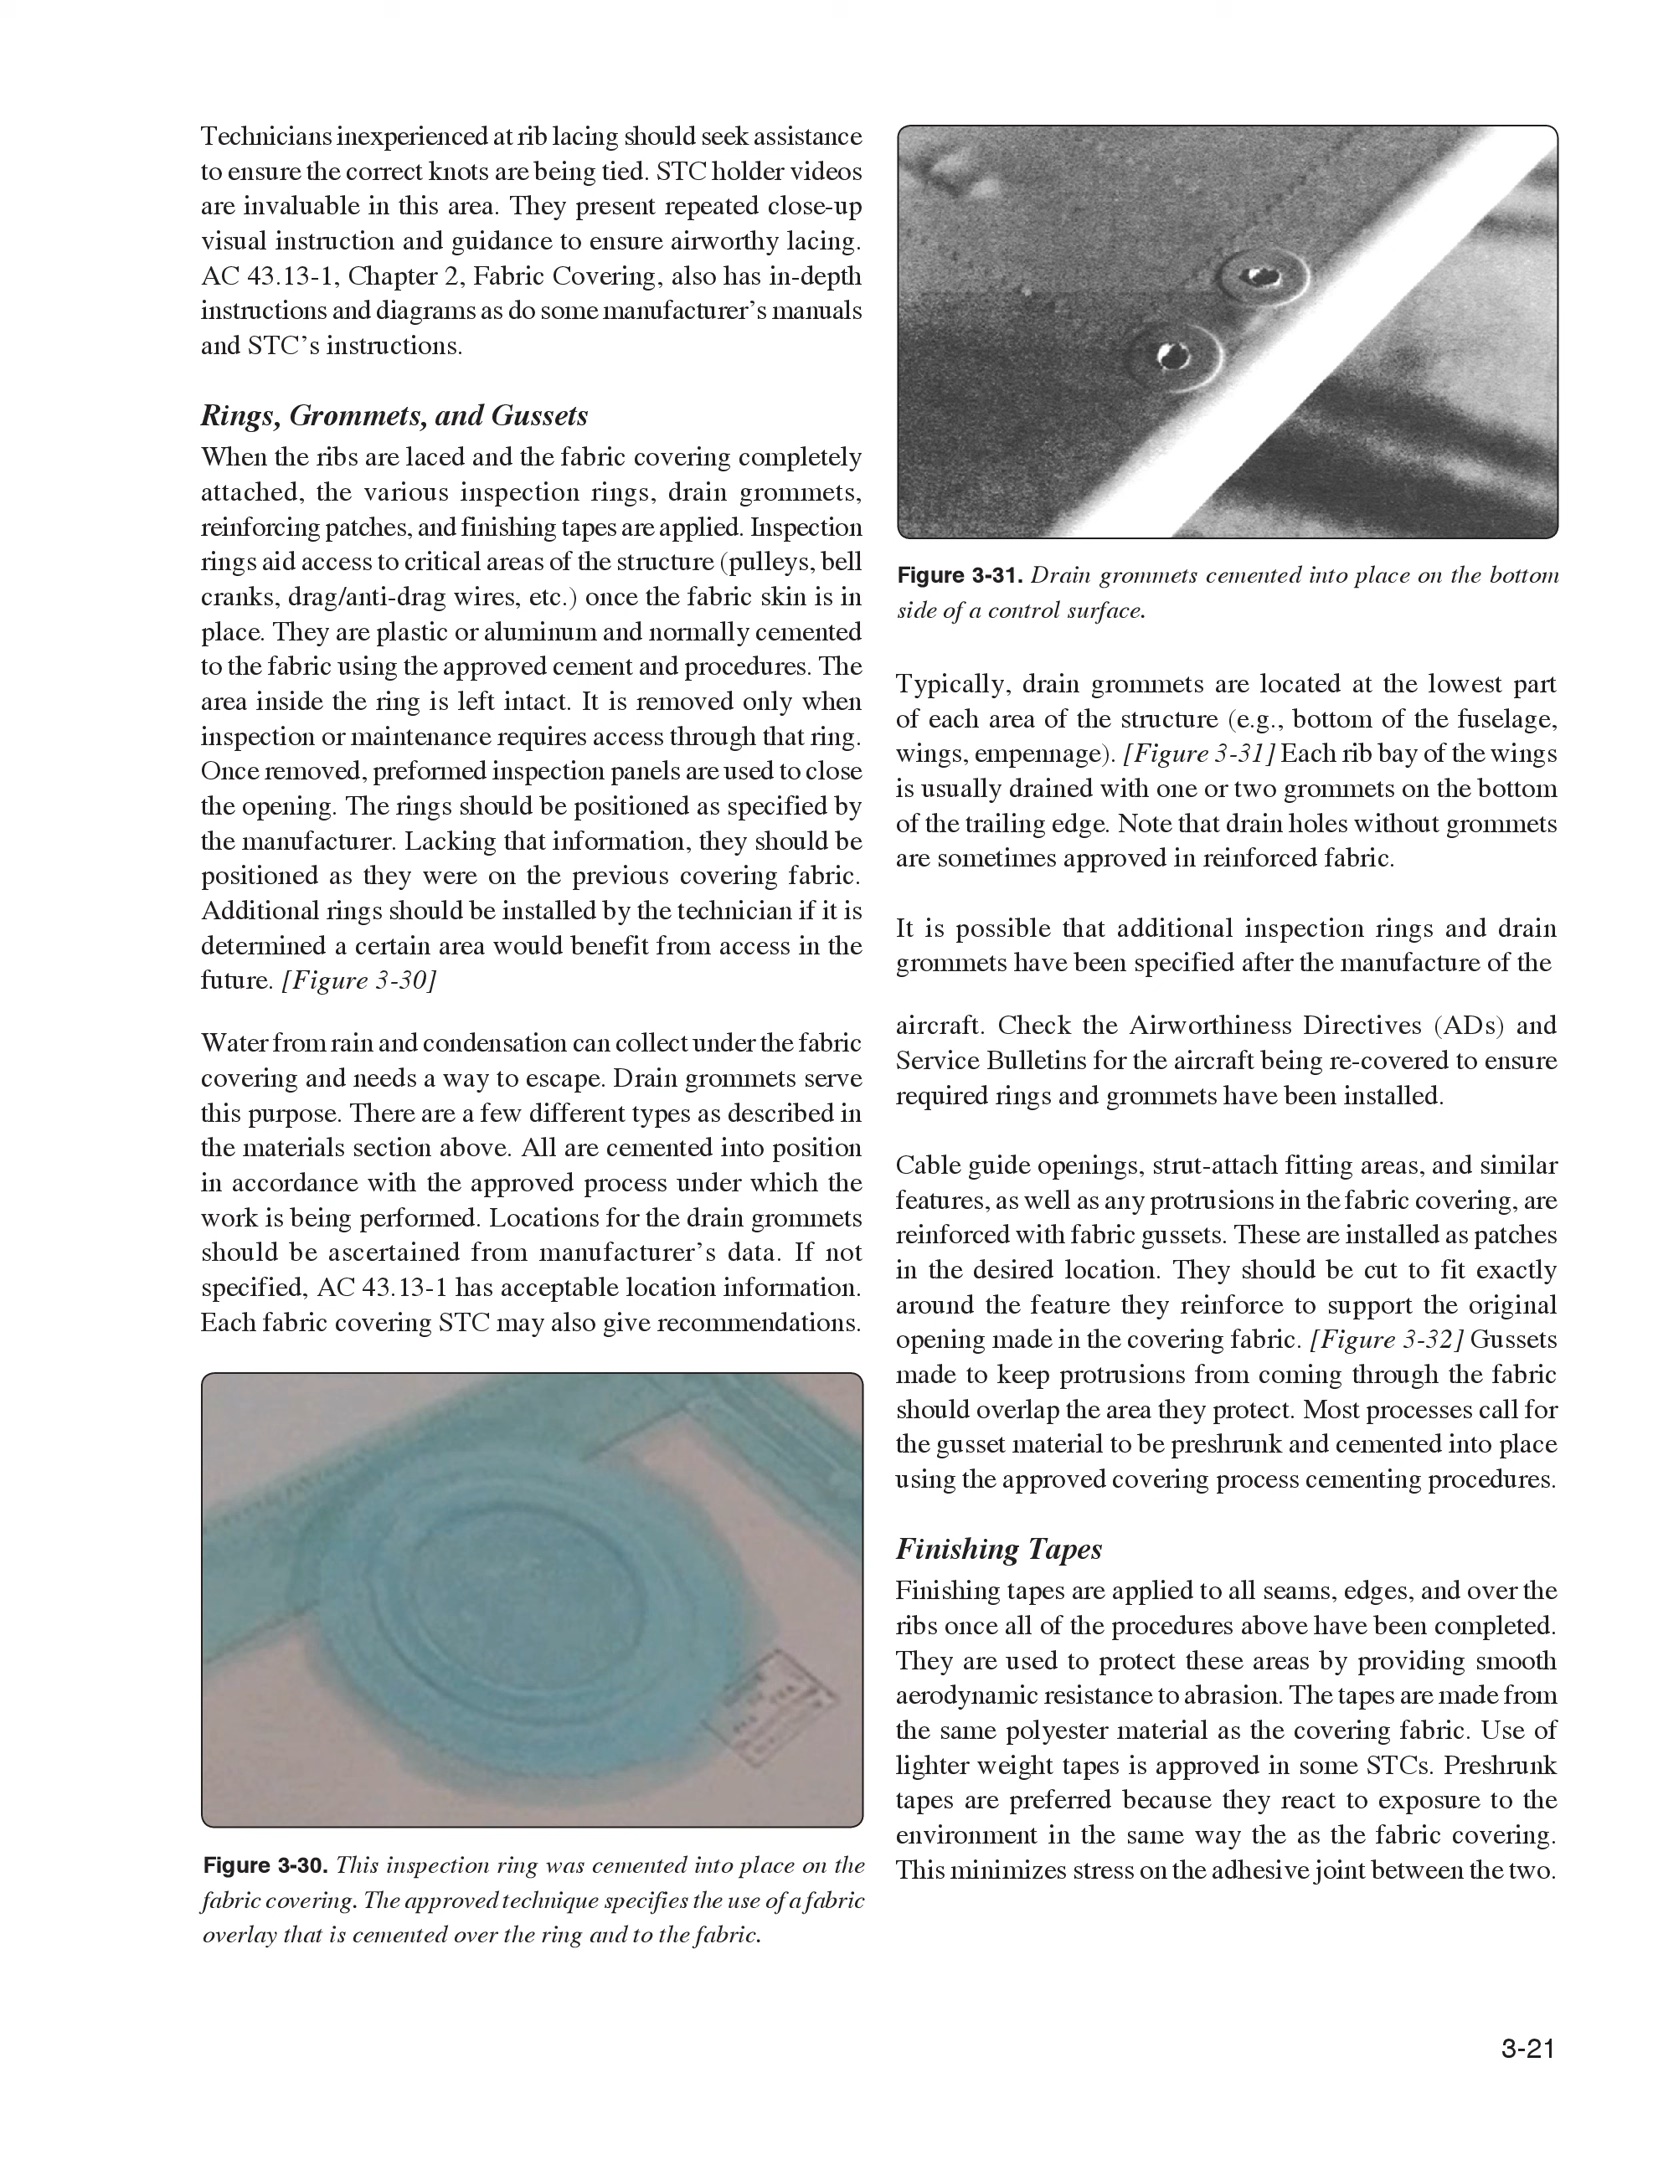 Technicians inexperienced at rib lacing should seek assistance
to ensure the correct knots are being tied. STC holder videos
are invaluable in this area. They present repeated close-up
visual instruction and guidance to ensure airworthy lacing.
AC 43.13-1, Chapter 2, Fabric Covering, also has in-depth
instructions and diagrams as do some manufacturer’s manuals
and STC’s instructions.
Rings, Grommets, and Gussets
When the ribs are laced and the fabric covering completely
attached, the various inspection rings, drain grommets,
reinforcing patches, and finishing tapes are applied. Inspection
rings aid access to critical areas of the structure (pulleys, bell
cranks, drag/anti-drag wires, etc.) once the fabric skin is in
place. They are plastic or aluminum and normally cemented
to the fabric using the approved cement and procedures. The
area inside the ring is left intact. It is removed only when
inspection or maintenance requires access through that ring.
Once removed, preformed inspection panels are used to close
the opening. The rings should be positioned as specified by
the manufacturer. Lacking that information, they should be
positioned as they were on the previous covering fabric.
Additional rings should be installed by the technician if it is
determined a certain area would benefit from access in the
future. [Figure 3-30]
Water from rain and condensation can collect under the fabric
covering and needs a way to escape. Drain grommets serve
this purpose. There are a few different types as described in
the materials section above. All are cemented into position
in accordance with the approved process under which the
work is being performed. Locations for the drain grommets
should be ascertained from manufacturer’s data. If not
specified, AC 43.13-1 has acceptable location information.
Each fabric covering STC may also give recommendations.
Figure 3-30. This inspection ring was cemented into place on the
fabric covering. The approved technique specifies the use of a fabric
overlay that is cemented over the ring and to the fabric.
Figure 3-31. Drain grommets cemented into place on the bottom
side of a control surface.
Typically, drain grommets are located at the lowest part
of each area of the structure (e.g., bottom of the fuselage,
wings, empennage). [Figure 3-31] Each rib bay of the wings
is usually drained with one or two grommets on the bottom
of the trailing edge. Note that drain holes without grommets
are sometimes approved in reinforced fabric.
It is possible that additional inspection rings and drain
grommets have been specified after the manufacture of the
aircraft. Check the Airworthiness Directives (ADs) and
Service Bulletins for the aircraft being re-covered to ensure
required rings and grommets have been installed.
Cable guide openings, strut-attach fitting areas, and similar
features, as well as any protrusions in the fabric covering, are
reinforced with fabric gussets. These are installed as patches
in the desired location. They should be cut to fit exactly
around the feature they reinforce to support the original
opening made in the covering fabric. [Figure 3-32] Gussets
made to keep protrusions from coming through the fabric
should overlap the area they protect. Most processes call for
the gusset material to be preshrunk and cemented into place
using the approved covering process cementing procedures.
Finishing Tapes
Finishing tapes are applied to all seams, edges, and over the
ribs once all of the procedures above have been completed.
They are used to protect these areas by providing smooth
aerodynamic resistance to abrasion. The tapes are made from
the same polyester material as the covering fabric. Use of
lighter weight tapes is approved in some STCs. Preshrunk
tapes are preferred because they react to exposure to the
environment in the same way the as the fabric covering.
This minimizes stress on the adhesive joint between the two.
3-21